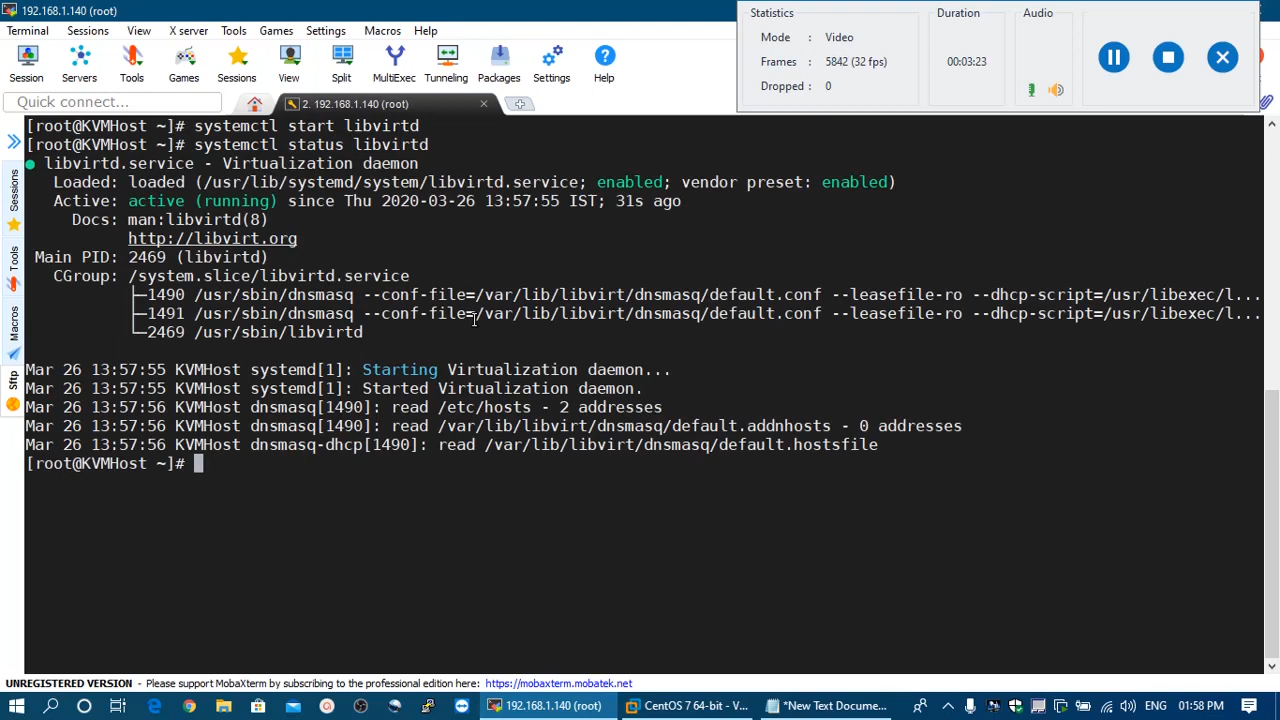 192.168.1.140 (root)
Terminal Sessions View X server Tools Games Settings Macros Help
Session Servers Tools Games Sessions View Split MultiExec Tunneling Packages Settings Help
Quick connect...
2. 192.168.1.140 (root)
Statistics
Mode : Video
Frames : 5842 (32 fps)
Dropped : 0
Duration
00:03:23
Audio
Sessions
Tools
Macros
Sftp
[root@KVMHost ~]# systemctl start libvirtd
[root@KVMHost ~]# systemctl status libvirtd
● libvirtd.service - Virtualization daemon
Loaded: loaded (/usr/lib/systemd/system/libvirtd.service; enabled; vendor preset: enabled)
Active: active (running) since Thu 2020-03-26 13:57:55 IST; 31s ago
Docs: man:libvirtd(8)
http://libvirt.org
Main PID: 2469 (libvirtd)
CGroup: /system.slice/libvirtd.service
├─1490 /usr/sbin/dnsmasq --conf-file=/var/lib/libvirt/dnsmasq/default.conf --leasefile-ro --dhcp-script=/usr/libexec/l...
├─1491 /usr/sbin/dnsmasq --conf-file=/var/lib/libvirt/dnsmasq/default.conf --leasefile-ro --dhcp-script=/usr/libexec/l...
└─2469 /usr/sbin/libvirtd
Mar 26 13:57:55 KVMHost systemd[1]: Starting Virtualization daemon...
Mar 26 13:57:55 KVMHost systemd[1]: Started Virtualization daemon.
Mar 26 13:57:56 KVMHost dnsmasq[1490]: read /etc/hosts - 2 addresses
Mar 26 13:57:56 KVMHost dnsmasq[1490]: read /var/lib/libvirt/dnsmasq/default.addnhosts - 0 addresses
Mar 26 13:57:56 KVMHost dnsmasq-dhcp[1490]: read /var/lib/libvirt/dnsmasq/default.hostsfile
[root@KVMHost ~]#
UNREGISTERED VERSION - Please support MobaXterm by subscribing to the professional edition here: https://mobaxterm.mobatek.net
192.168.1.140 (root) CentOS 7 64-bit - V... *New Text Docume... ENG 01:58 PM